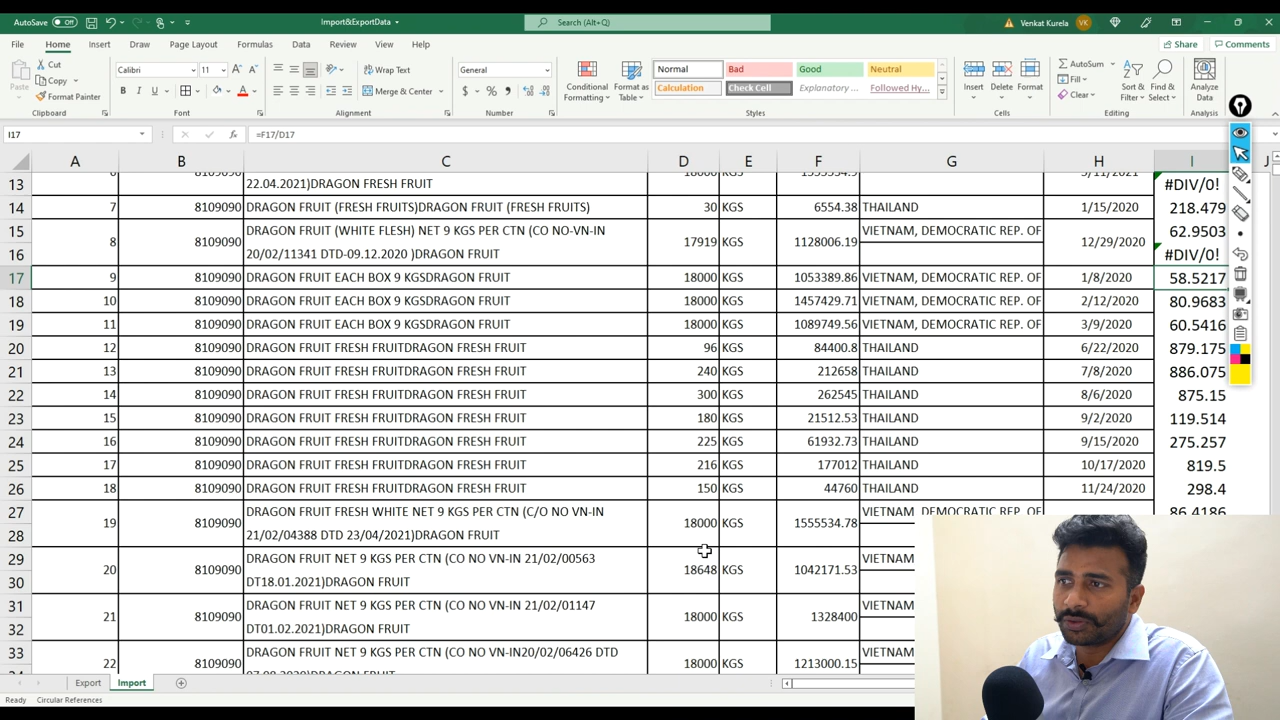 AutoSave Off Import&ExportData Search (Alt+Q) Venkat Kurela VK
File Home Insert Draw Page Layout Formulas Data Review View Help Share Comments
Cut
Copy
Format Painter
Paste
Clipboard
Calibri 11
Font
Wrap Text
Merge & Center
Alignment
General
Number
Conditional Formatting
Format as Table
Normal Bad Good Neutral
Calculation Check Cell Explanatory ... Followed Hy...
Styles
Insert Delete Format
Cells
AutoSum
Fill
Clear
Sort & Filter
Find & Select
Editing
Analyze Data
Analysis
I17 fx =F17/D17
A B C D E F G H I J
13 22.04.2021)DRAGON FRESH FRUIT #DIV/0!
14 7 8109090 DRAGON FRUIT (FRESH FRUITS)DRAGON FRUIT (FRESH FRUITS) 30 KGS 6554.38 THAILAND 1/15/2020 218.479
15 DRAGON FRUIT (WHITE FLESH) NET 9 KGS PER CTN (CO NO-VN-IN VIETNAM, DEMOCRATIC REP. OF 62.9503
8 8109090 17919 KGS 1128006.19 12/29/2020
16 20/02/11341 DTD-09.12.2020 )DRAGON FRUIT #DIV/0!
17 9 8109090 DRAGON FRUIT EACH BOX 9 KGSDRAGON FRUIT 18000 KGS 1053389.86 VIETNAM, DEMOCRATIC REP. OF 1/8/2020 58.5217
18 10 8109090 DRAGON FRUIT EACH BOX 9 KGSDRAGON FRUIT 18000 KGS 1457429.71 VIETNAM, DEMOCRATIC REP. OF 2/12/2020 80.9683
19 11 8109090 DRAGON FRUIT EACH BOX 9 KGSDRAGON FRUIT 18000 KGS 1089749.56 VIETNAM, DEMOCRATIC REP. OF 3/9/2020 60.5416
20 12 8109090 DRAGON FRUIT FRESH FRUITDRAGON FRESH FRUIT 96 KGS 84400.8 THAILAND 6/22/2020 879.175
21 13 8109090 DRAGON FRUIT FRESH FRUITDRAGON FRESH FRUIT 240 KGS 212658 THAILAND 7/8/2020 886.075
22 14 8109090 DRAGON FRUIT FRESH FRUITDRAGON FRESH FRUIT 300 KGS 262545 THAILAND 8/6/2020 875.15
23 15 8109090 DRAGON FRUIT FRESH FRUITDRAGON FRESH FRUIT 180 KGS 21512.53 THAILAND 9/2/2020 119.514
24 16 8109090 DRAGON FRUIT FRESH FRUITDRAGON FRESH FRUIT 225 KGS 61932.73 THAILAND 9/15/2020 275.257
25 17 8109090 DRAGON FRUIT FRESH FRUITDRAGON FRESH FRUIT 216 KGS 177012 THAILAND 10/17/2020 819.5
26 18 8109090 DRAGON FRUIT FRESH FRUITDRAGON FRESH FRUIT 150 KGS 44760 THAILAND 11/24/2020 298.4
27 DRAGON FRUIT FRESH WHITE NET 9 KGS PER CTN (C/O NO VN-IN VIETNAM, DEMOCRATIC REP. OF 86.4186
19 8109090 18000 KGS 1555534.78
28 21/02/04388 DTD 23/04/2021)DRAGON FRUIT
29 DRAGON FRUIT NET 9 KGS PER CTN (CO NO VN-IN 21/02/00563 VIETNAM
20 8109090 18648 KGS 1042171.53
30 DT18.01.2021)DRAGON FRUIT
31 DRAGON FRUIT NET 9 KGS PER CTN (CO NO VN-IN 21/02/01147 VIETNAM
21 8109090 18000 KGS 1328400
32 DT01.02.2021)DRAGON FRUIT
33 DRAGON FRUIT NET 9 KGS PER CTN (CO NO VN-IN20/02/06426 DTD VIETNAM
22 8109090 18000 KGS 1213000.15
Export Import
Ready Circular References